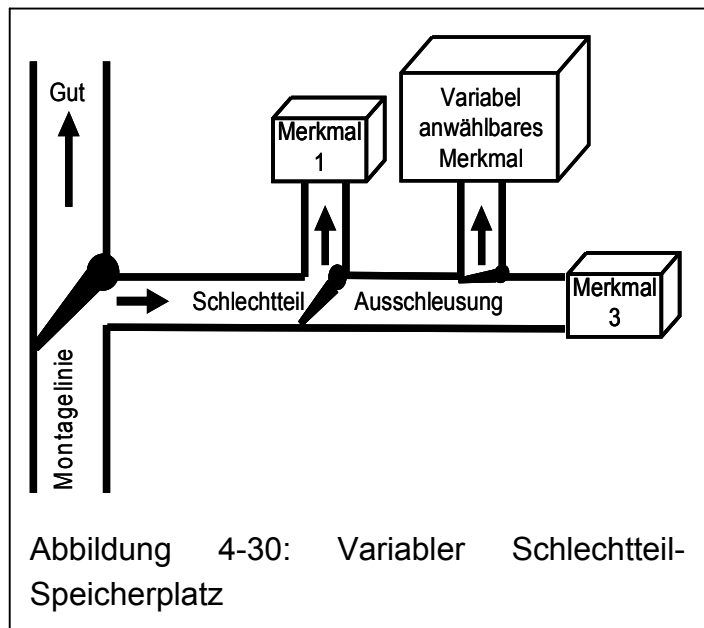 Gut
Variabel
anwählbares
Merkmal
Merkmal
1
Schlechtteil Ausschleusung
Merkmal
3
Montagelinie
Abbildung 4-30: Variabler Schlechtteil-
Speicherplatz